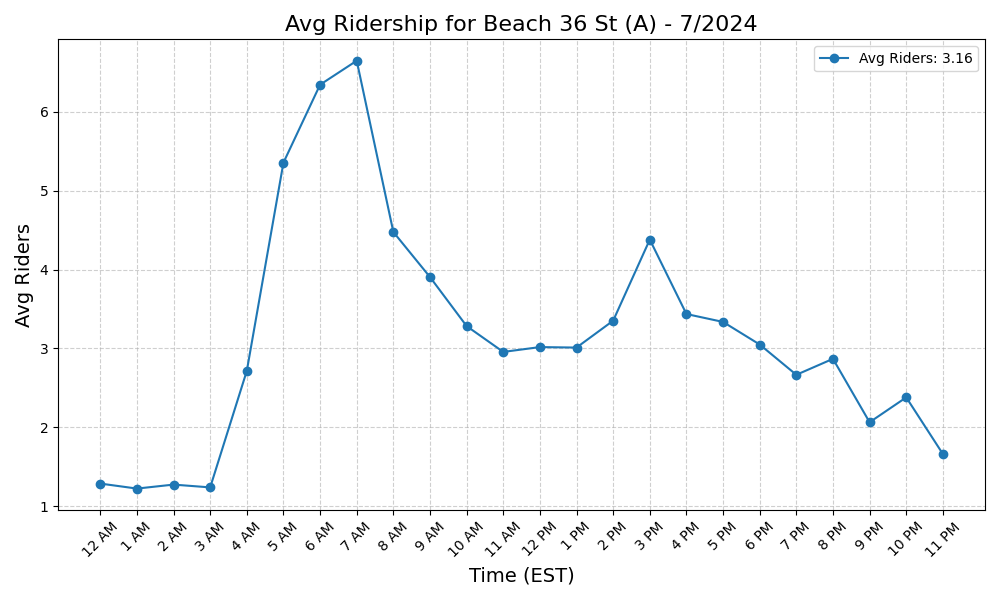 Avg Ridership for Beach 36 St (A) - 7/2024
Avg Riders: 3.16
Avg Riders
6
5
4
3
2
1
12 AM
1 AM
2 AM
3 AM
4 AM
5 AM
6 AM
7 AM
8 AM
9 AM
10 AM
11 AM
12 PM
1 PM
2 PM
3 PM
4 PM
5 PM
6 PM
7 PM
8 PM
9 PM
10 PM
11 PM
Time (EST)